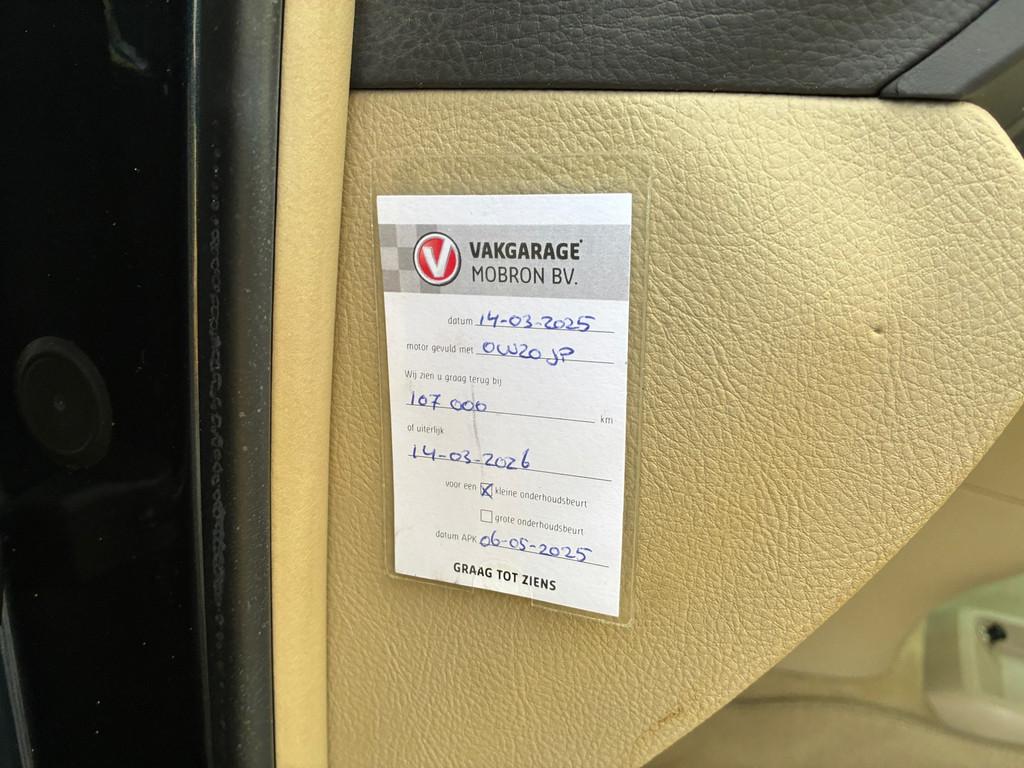 V VAKGARAGE
MOBRON BV.
datum 14-03-2025
motor gevuld met 0W20 JP
Wij zien u graag terug bij
107 000 km
of uiterlijk
14-03-2026
voor een ☒ kleine onderhoudsbeurt
☐ grote onderhoudsbeurt
datum APK 06-05-2025
GRAAG TOT ZIENS